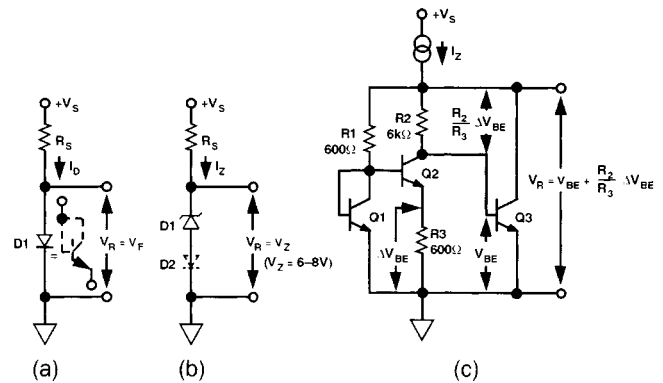 +VS
RS
ID
D1
=
VR = VF
(a)
+VS
RS
IZ
D1
D2
VR = VZ
(VZ = 6–8V)
(b)
+VS
IZ
R1
600Ω
R2
6kΩ
R2
R3
ΔVBE
Q2
Q1
Q3
ΔVBE
R3
600Ω
VBE
VR = VBE + R2/R3 ΔVBE
(c)